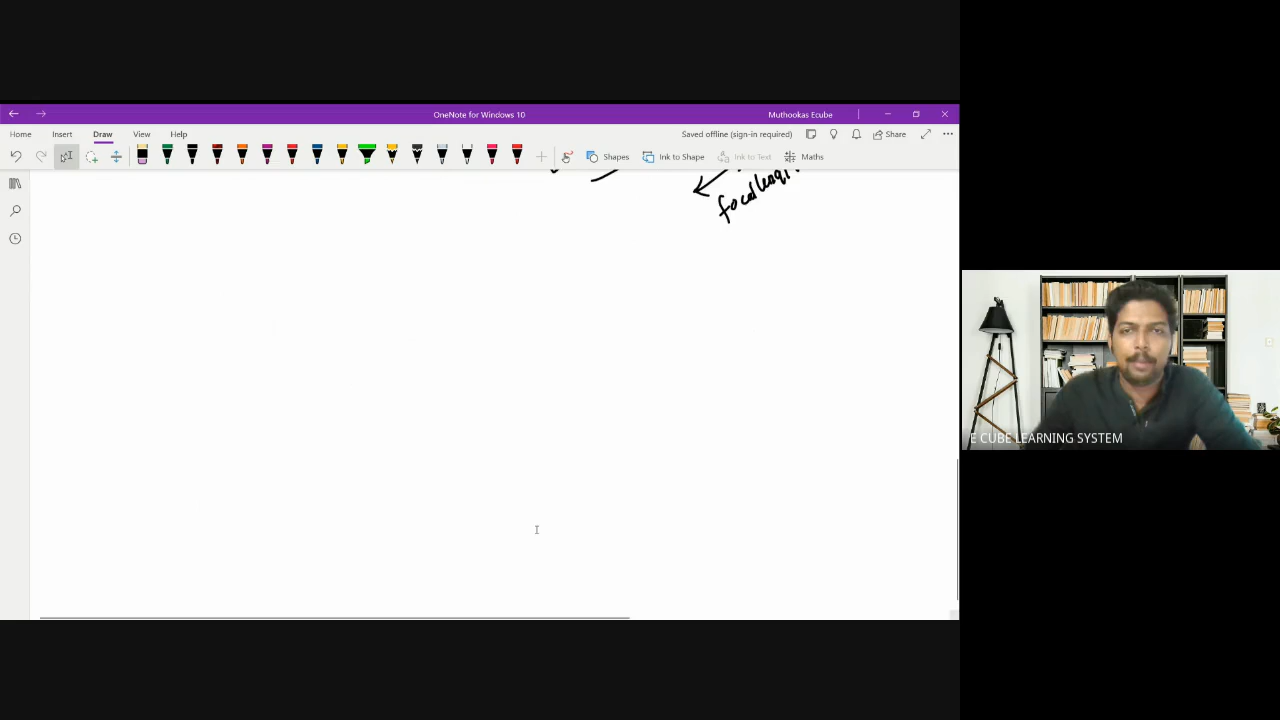 OneNote for Windows 10
Muthookas Ecube
Home Insert Draw View Help
Saved offline (sign-in required)
Share
Shapes
Ink to Shape
Ink to Text
Maths
focal
E CUBE LEARNING SYSTEM